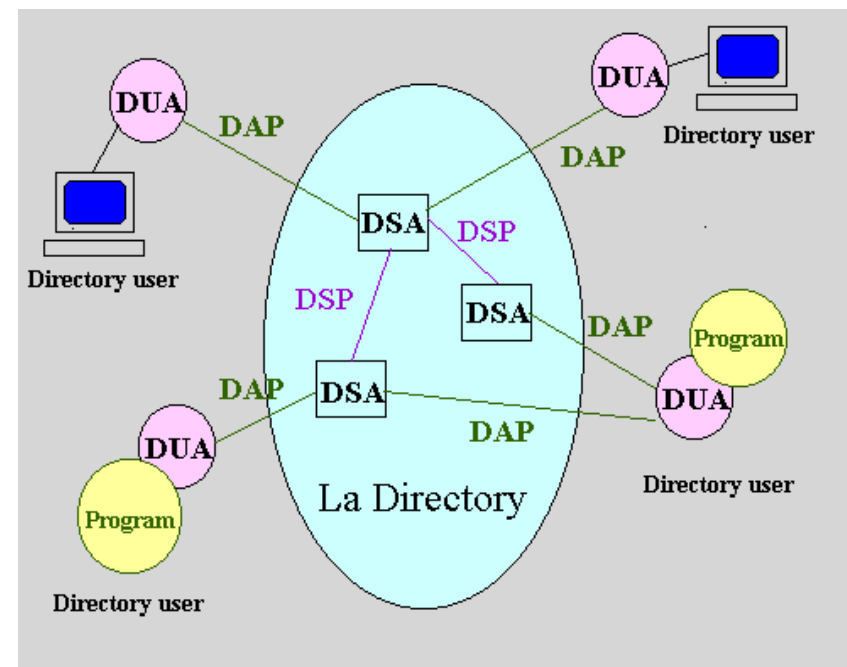 DUA
DUA
DAP
Directory user
DAP
DSA
DSP
Directory user
DSP
DSA
DAP
Program
DAP
DSA
DUA
DUA
DAP
La Directory
Directory user
Program
Directory user